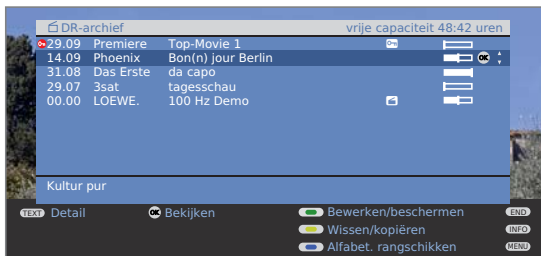 DR-archief vrije capaciteit 48:42 uren
29.09 Premiere Top-Movie 1
14.09 Phoenix Bon(n) jour Berlin OK
31.08 Das Erste da capo
29.07 3sat tagesschau
00.00 LOEWE. 100 Hz Demo
Kultur pur
TEXT Detail OK Bekijken Bewerken/beschermen END
Wissen/kopiëren INFO
Alfabet. rangschikken MENU